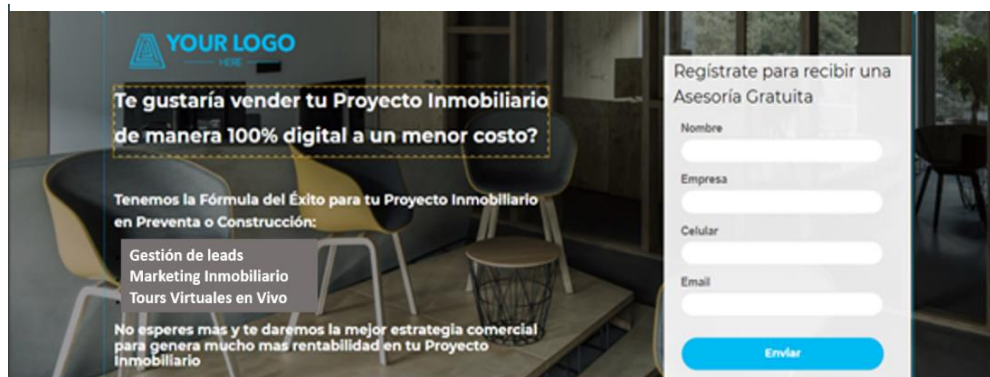 YOUR LOGO
HERE
Te gustaría vender tu Proyecto Inmobiliario
de manera 100% digital a un menor costo?
Tenemos la Fórmula del Éxito para tu Proyecto Inmobiliario
en Preventa o Construcción:
Gestión de leads
Marketing Inmobiliario
Tours Virtuales en Vivo
No esperes mas y te daremos la mejor estrategia comercial
para genera mucho mas rentabilidad en tu Proyecto
Inmobiliario
Regístrate para recibir una
Asesoría Gratuita
Nombre
Empresa
Celular
Email
Enviar